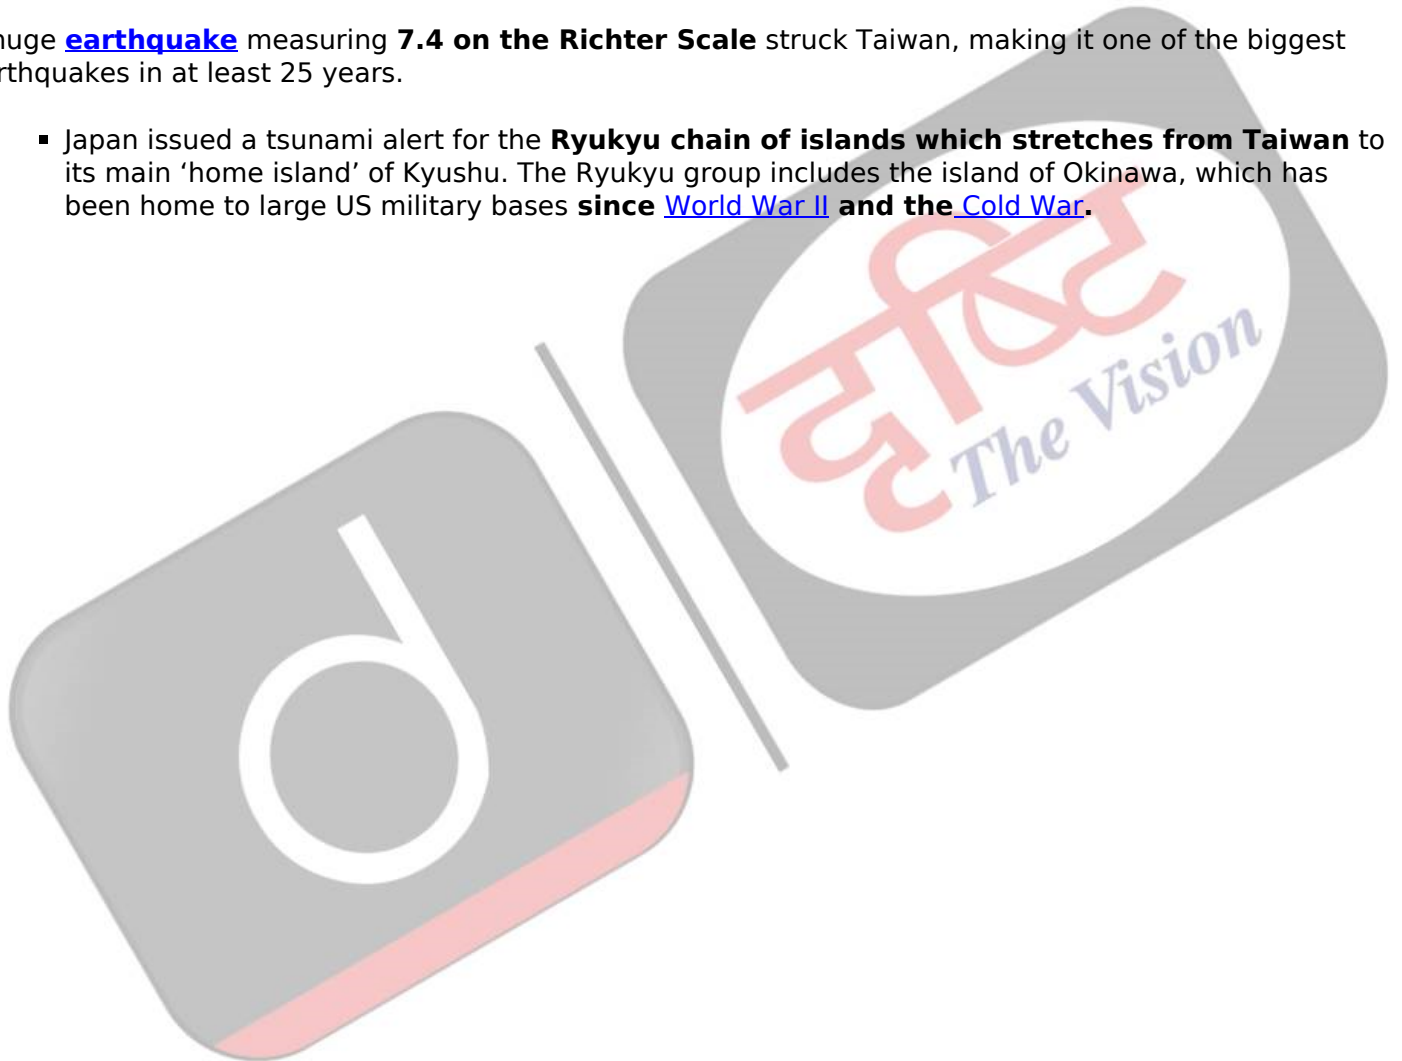 huge earthquake measuring 7.4 on the Richter Scale struck Taiwan, making it one of the biggest
rthquakes in at least 25 years.
▪ Japan issued a tsunami alert for the Ryukyu chain of islands which stretches from Taiwan to
its main ‘home island’ of Kyushu. The Ryukyu group includes the island of Okinawa, which has
been home to large US military bases since World War II and the Cold War.
दृष्टि
The Vision
d